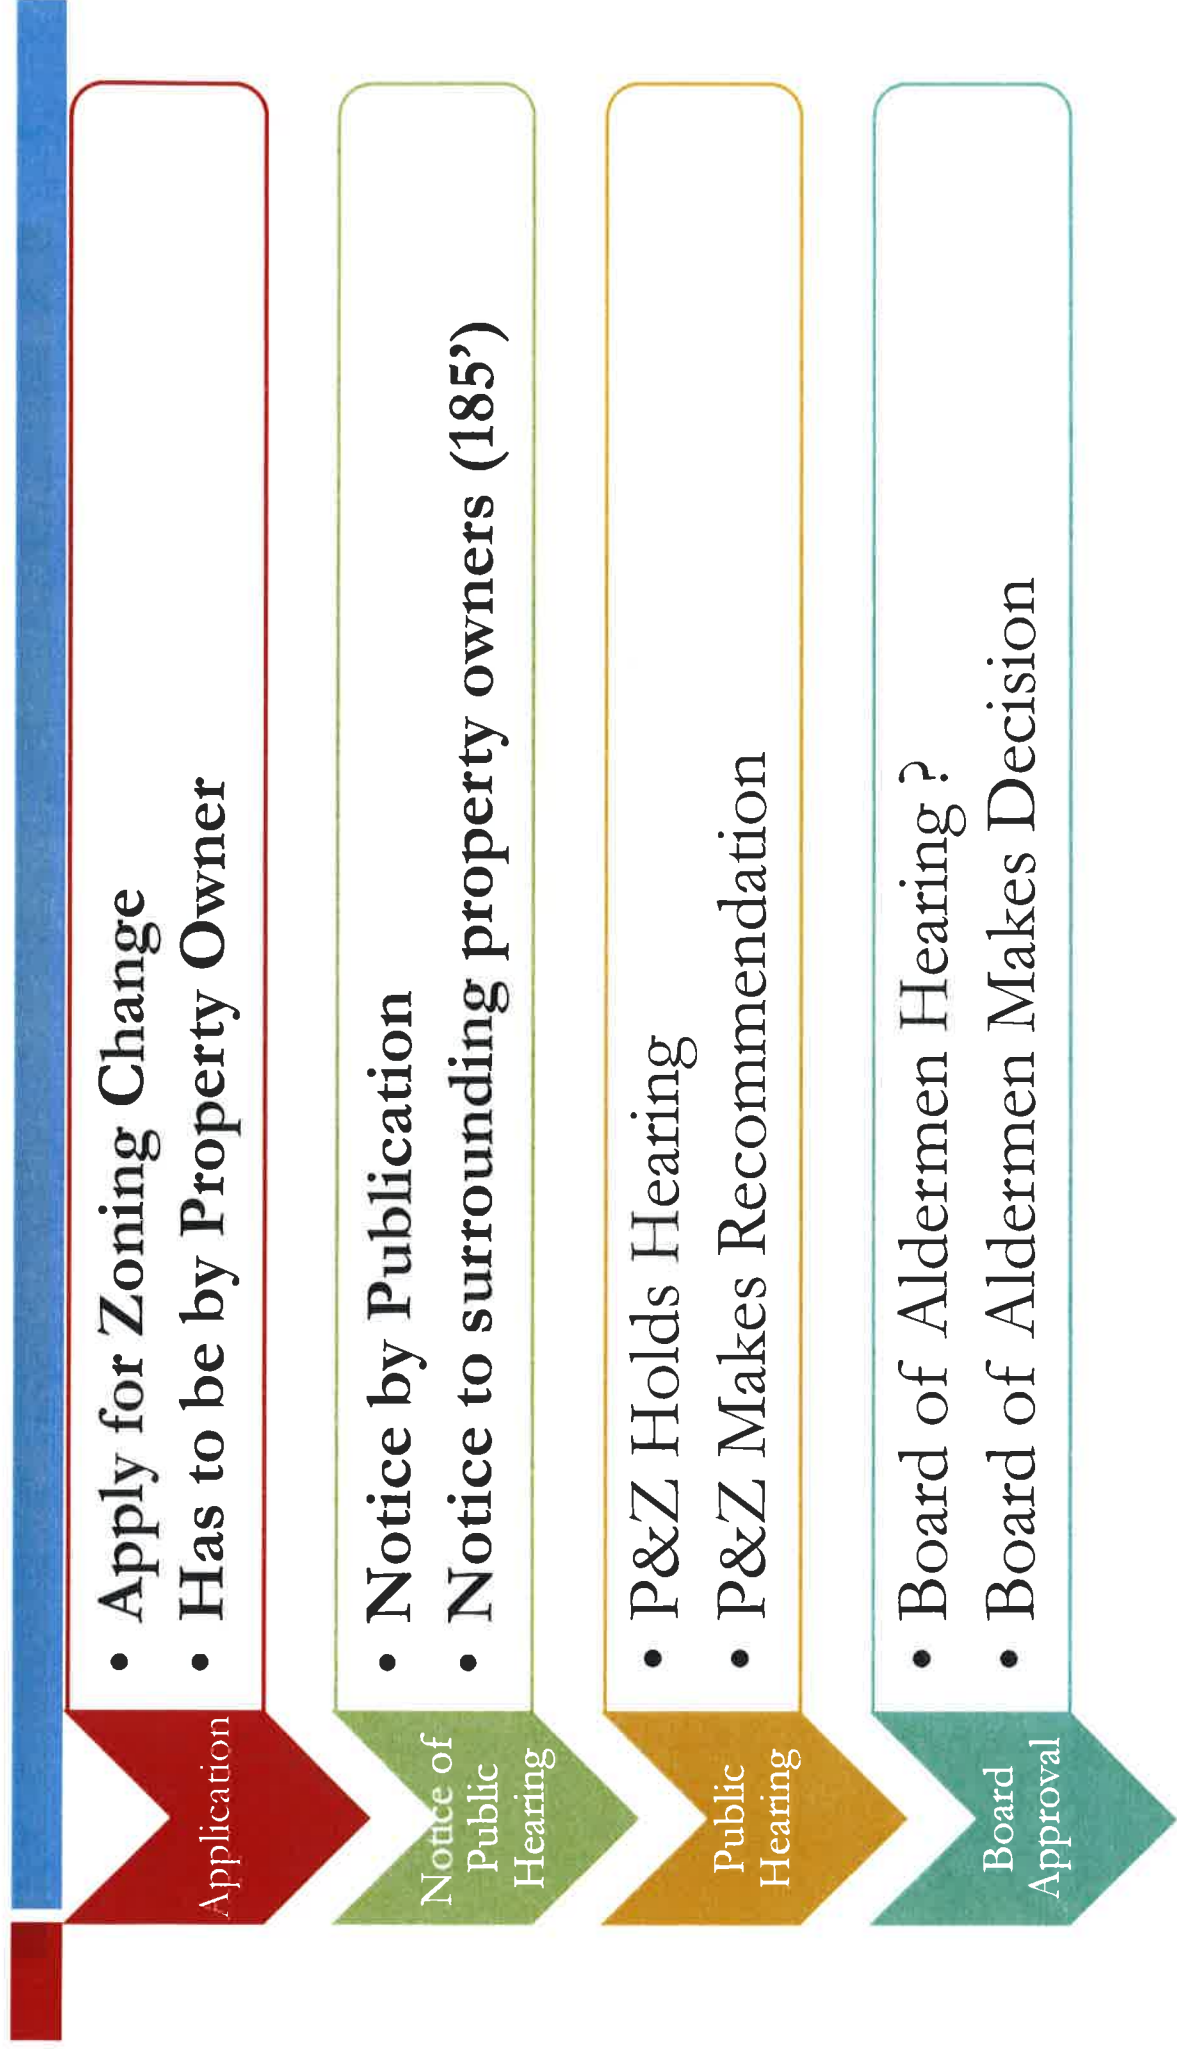 Application
• Apply for Zoning Change
• Has to be by Property Owner
Notice of
Public
Hearing
• Notice by Publication
• Notice to surrounding property owners (185’)
Public
Hearing
• P&Z Holds Hearing
• P&Z Makes Recommendation
Board
Approval
• Board of Aldermen Hearing ?
• Board of Aldermen Makes Decision